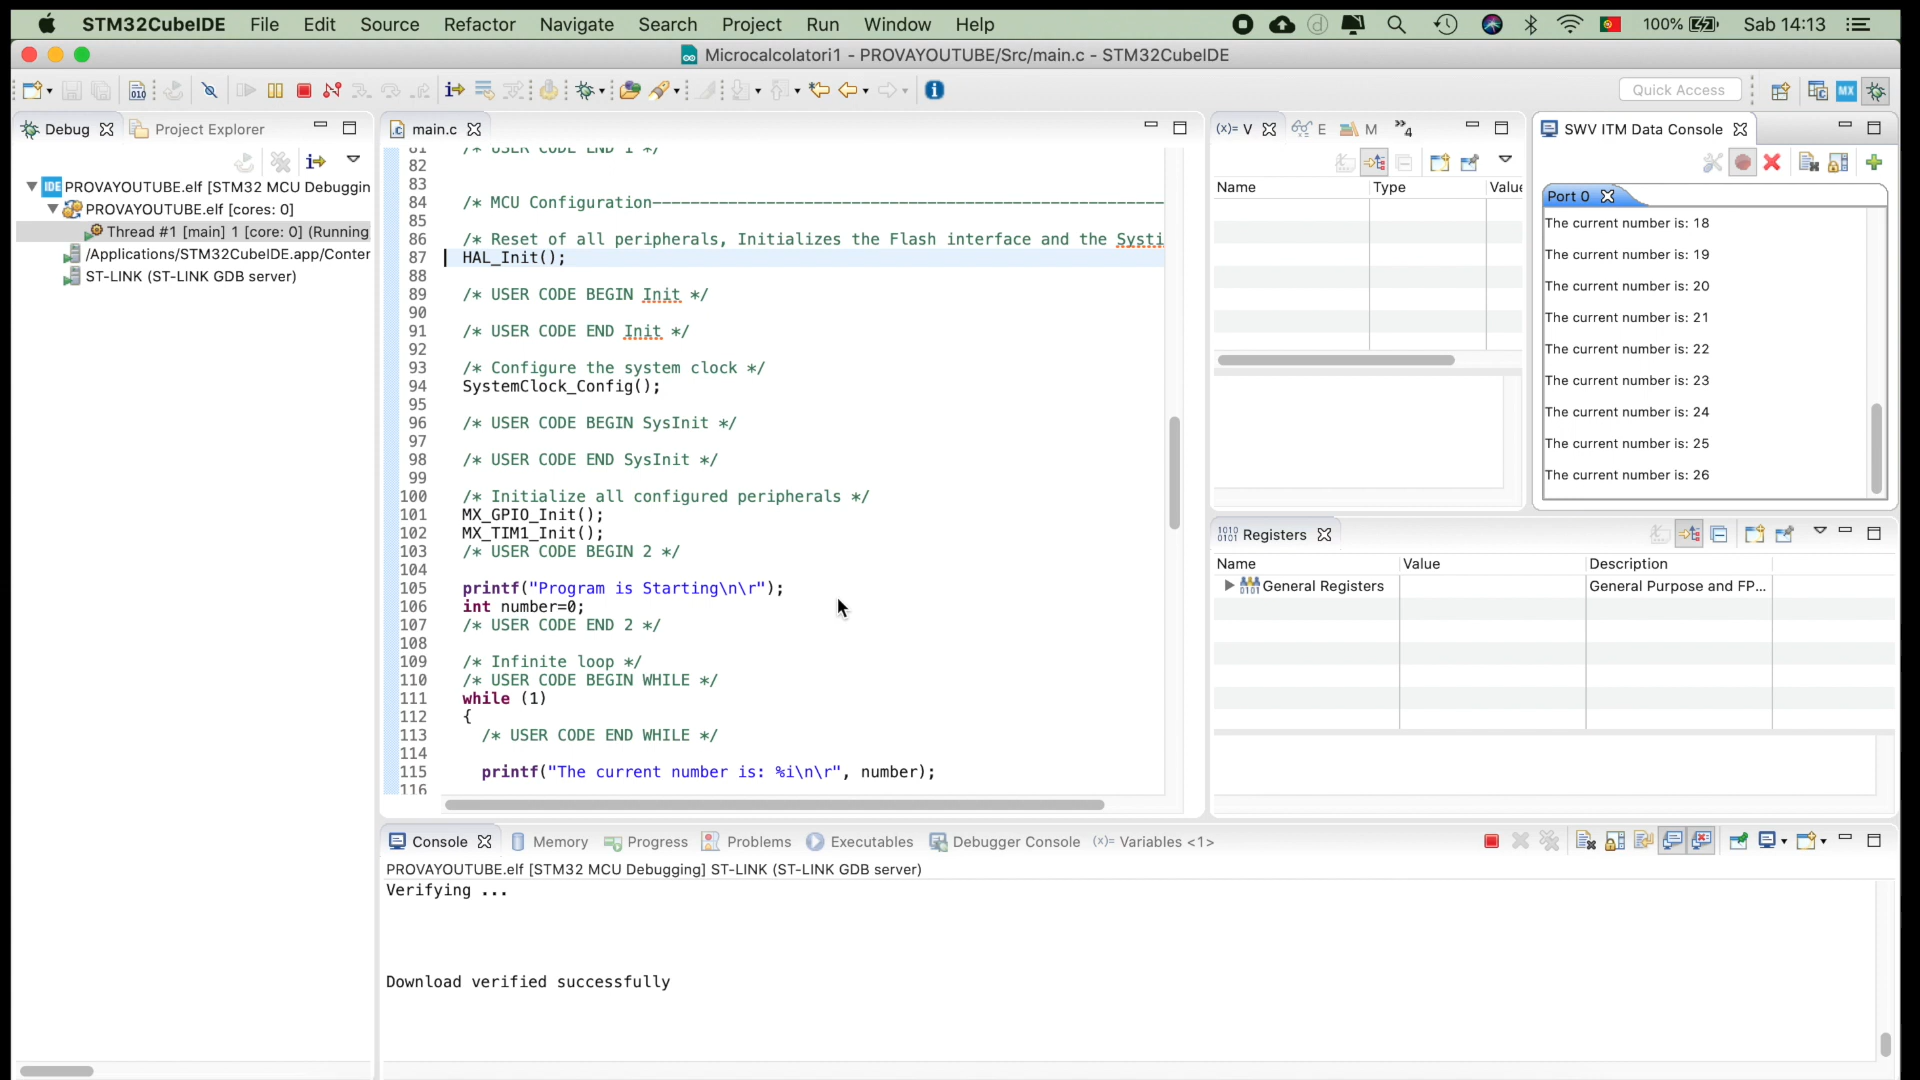 STM32CubeIDE File Edit Source Refactor Navigate Search Project Run Window Help 100% Sab 14:13
Microcalcolatori1 - PROVAYOUTUBE/Src/main.c - STM32CubeIDE
Quick Access
Debug Project Explorer
PROVAYOUTUBE.elf [STM32 MCU Debuggin
PROVAYOUTUBE.elf [cores: 0]
Thread #1 [main] 1 [core: 0] (Running
/Applications/STM32CubeIDE.app/Conter
ST-LINK (ST-LINK GDB server)
main.c
81 /* USER CODE END 1 */
82
83
84 /* MCU Configuration--------------------------------------------------------
85
86 /* Reset of all peripherals, Initializes the Flash interface and the Systi
87 HAL_Init();
88
89 /* USER CODE BEGIN Init */
90
91 /* USER CODE END Init */
92
93 /* Configure the system clock */
94 SystemClock_Config();
95
96 /* USER CODE BEGIN SysInit */
97
98 /* USER CODE END SysInit */
99
100 /* Initialize all configured peripherals */
101 MX_GPIO_Init();
102 MX_TIM1_Init();
103 /* USER CODE BEGIN 2 */
104
105 printf("Program is Starting\n\r");
106 int number=0;
107 /* USER CODE END 2 */
108
109 /* Infinite loop */
110 /* USER CODE BEGIN WHILE */
111 while (1)
112 {
113 /* USER CODE END WHILE */
114
115 printf("The current number is: %i\n\r", number);
116
(x)= V E M 4
Name Type Value
SWV ITM Data Console
Port 0
The current number is: 18
The current number is: 19
The current number is: 20
The current number is: 21
The current number is: 22
The current number is: 23
The current number is: 24
The current number is: 25
The current number is: 26
Registers
Name Value Description
General Registers General Purpose and FP...
Console Memory Progress Problems Executables Debugger Console (x)= Variables <1>
PROVAYOUTUBE.elf [STM32 MCU Debugging] ST-LINK (ST-LINK GDB server)
Verifying ...
Download verified successfully